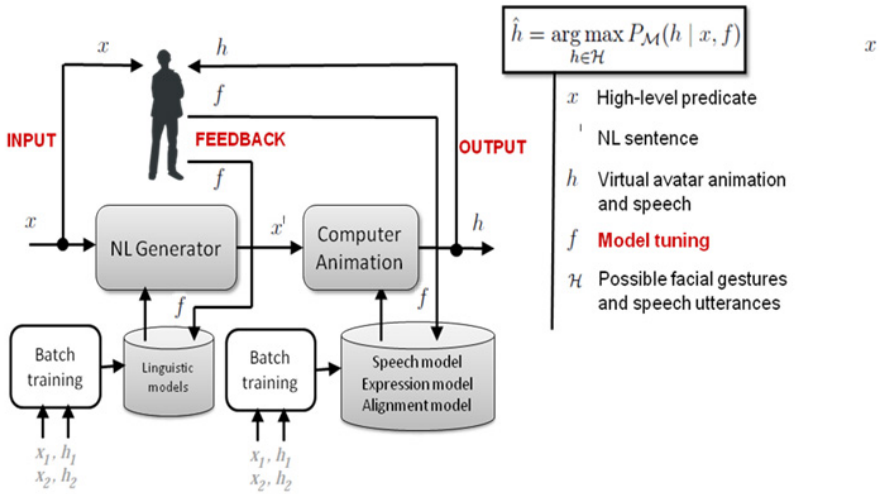 x
h
ĥ = arg max P_M(h | x, f)
h∈ℋ
x
f
x High-level predicate
INPUT
FEEDBACK
OUTPUT
ˈ NL sentence
f
h Virtual avatar animation
and speech
x
NL Generator
x'
Computer
Animation
h
f Model tuning
f
f
ℋ Possible facial gestures
and speech utterances
Batch
training
Linguistic
models
Batch
training
Speech model
Expression model
Alignment model
x₁, h₁
x₂, h₂
x₁, h₁
x₂, h₂